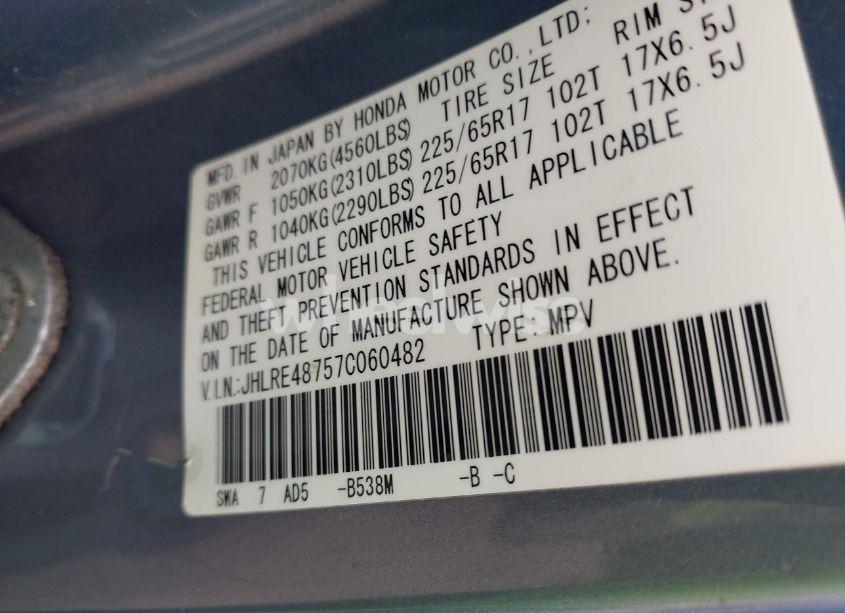 MFD. IN JAPAN BY HONDA MOTOR CO., LTD;
GVWR 2070KG(4560LBS) TIRE SIZE RIM
GAWR F 1050KG(2310LBS) 225/65R17 102T 17X6.5J
GAWR R 1040KG(2290LBS) 225/65R17 102T 17X6.5J
THIS VEHICLE CONFORMS TO ALL APPLICABLE
FEDERAL MOTOR VEHICLE SAFETY
AND THEFT PREVENTION STANDARDS IN EFFECT
ON THE DATE OF MANUFACTURE SHOWN ABOVE.
V.I.N.:JHLRE48757C060482 TYPE:MPV
SWA 7 AD5 -B538M -B -C
wheelwise